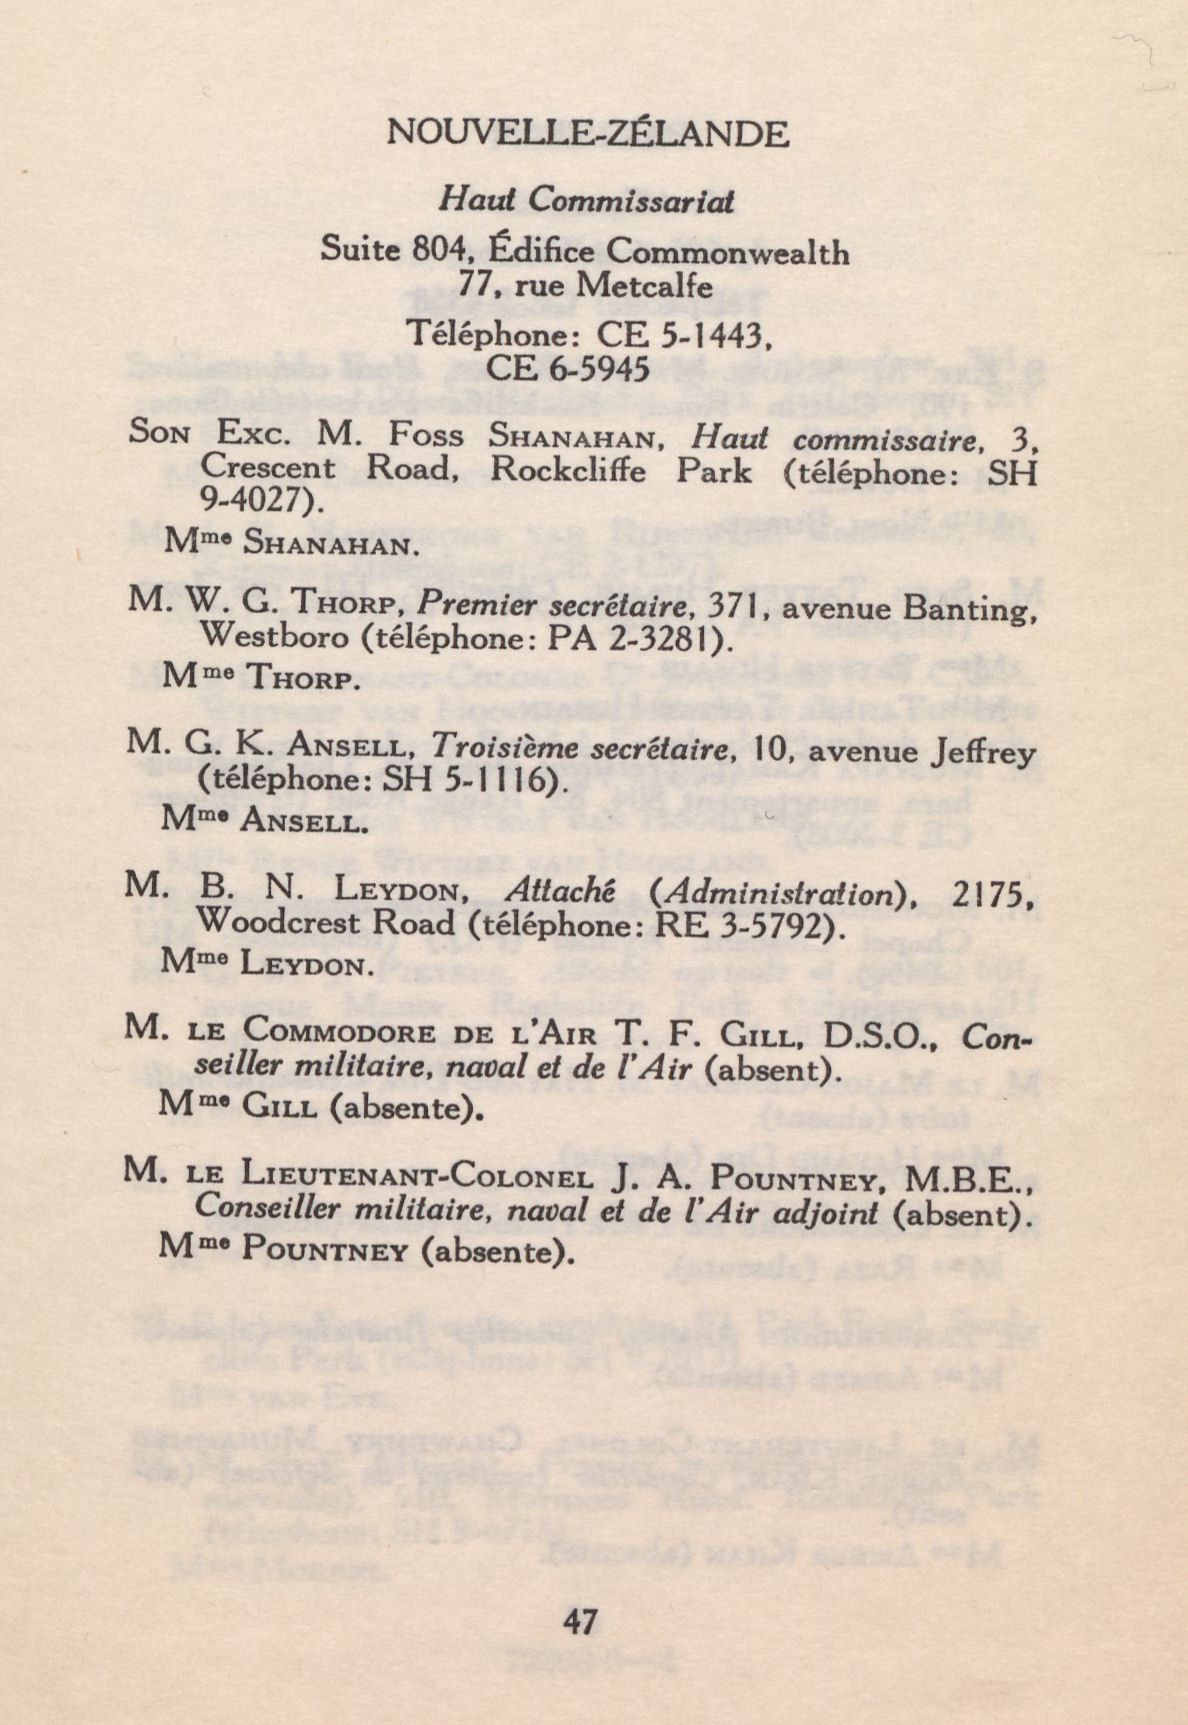 NOUVELLE-ZÉLANDE
Haut Commissariat
Suite 804, Édifice Commonwealth
77, rue Metcalfe
Téléphone: CE 5-1443,
CE 6-5945
SON EXC. M. FOSS SHANAHAN, Haut commissaire, 3,
Crescent Road, Rockcliffe Park (téléphone: SH
9-4027).
Mme SHANAHAN.
M. W. G. THORP, Premier secrétaire, 371, avenue Banting,
Westboro (téléphone: PA 2-3281).
Mme THORP.
M. G. K. ANSELL, Troisième secrétaire, 10, avenue Jeffrey
(téléphone: SH 5-1116).
Mme ANSELL.
M. B. N. LEYDON, Attaché (Administration), 2175,
Woodcrest Road (téléphone: RE 3-5792).
Mme LEYDON.
M. LE COMMODORE DE L'AIR T. F. GILL, D.S.O., Con-
seiller militaire, naval et de l'Air (absent).
Mme GILL (absente).
M. LE LIEUTENANT-COLONEL J. A. POUNTNEY, M.B.E.,
Conseiller militaire, naval et de l'Air adjoint (absent).
Mme POUNTNEY (absente).
47